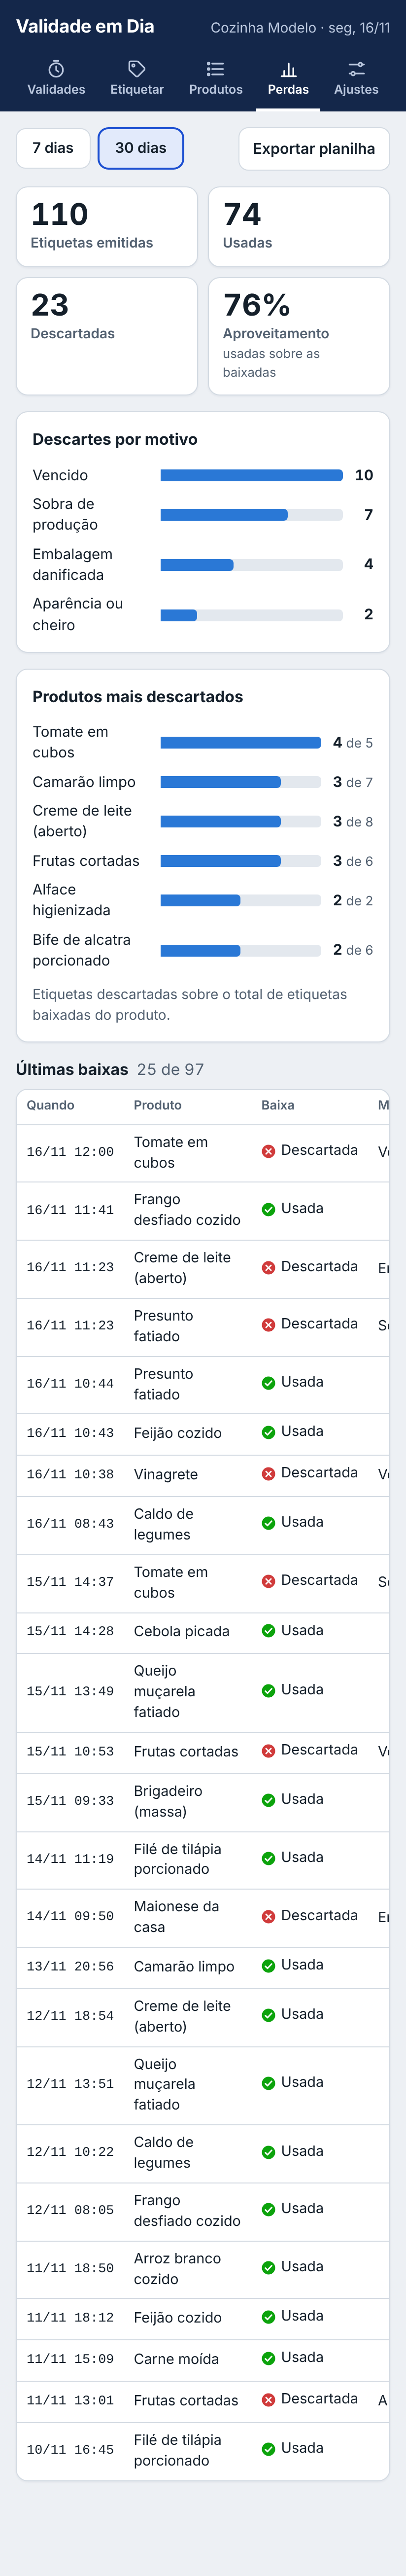 Validade em Dia
Cozinha Modelo · seg, 16/11
Validades
Etiquetar
Produtos
Perdas
Ajustes
7 dias
30 dias
Exportar planilha
110
Etiquetas emitidas
74
Usadas
23
Descartadas
76%
Aproveitamento
usadas sobre as
baixadas
Descartes por motivo
Vencido 10
Sobra de
produção 7
Embalagem
danificada 4
Aparência ou
cheiro 2
Produtos mais descartados
Tomate em
cubos 4 de 5
Camarão limpo 3 de 7
Creme de leite
(aberto) 3 de 8
Frutas cortadas 3 de 6
Alface
higienizada 2 de 2
Bife de alcatra
porcionado 2 de 6
Etiquetas descartadas sobre o total de etiquetas
baixadas do produto.
Últimas baixas 25 de 97
Quando Produto Baixa
16/11 12:00 Tomate em
cubos Descartada
16/11 11:41 Frango
desfiado cozido Usada
16/11 11:23 Creme de leite
(aberto) Descartada
16/11 11:23 Presunto
fatiado Descartada
16/11 10:44 Presunto
fatiado Usada
16/11 10:43 Feijão cozido Usada
16/11 10:38 Vinagrete Descartada
16/11 08:43 Caldo de
legumes Usada
15/11 14:37 Tomate em
cubos Descartada
15/11 14:28 Cebola picada Usada
15/11 13:49 Queijo
muçarela
fatiado Usada
15/11 10:53 Frutas cortadas Descartada
15/11 09:33 Brigadeiro
(massa) Usada
14/11 11:19 Filé de tilápia
porcionado Usada
14/11 09:50 Maionese da
casa Descartada
13/11 20:56 Camarão limpo Usada
12/11 18:54 Creme de leite
(aberto) Usada
12/11 13:51 Queijo
muçarela
fatiado Usada
12/11 10:22 Caldo de
legumes Usada
12/11 08:05 Frango
desfiado cozido Usada
11/11 18:50 Arroz branco
cozido Usada
11/11 18:12 Feijão cozido Usada
11/11 15:09 Carne moída Usada
11/11 13:01 Frutas cortadas Descartada
10/11 16:45 Filé de tilápia
porcionado Usada